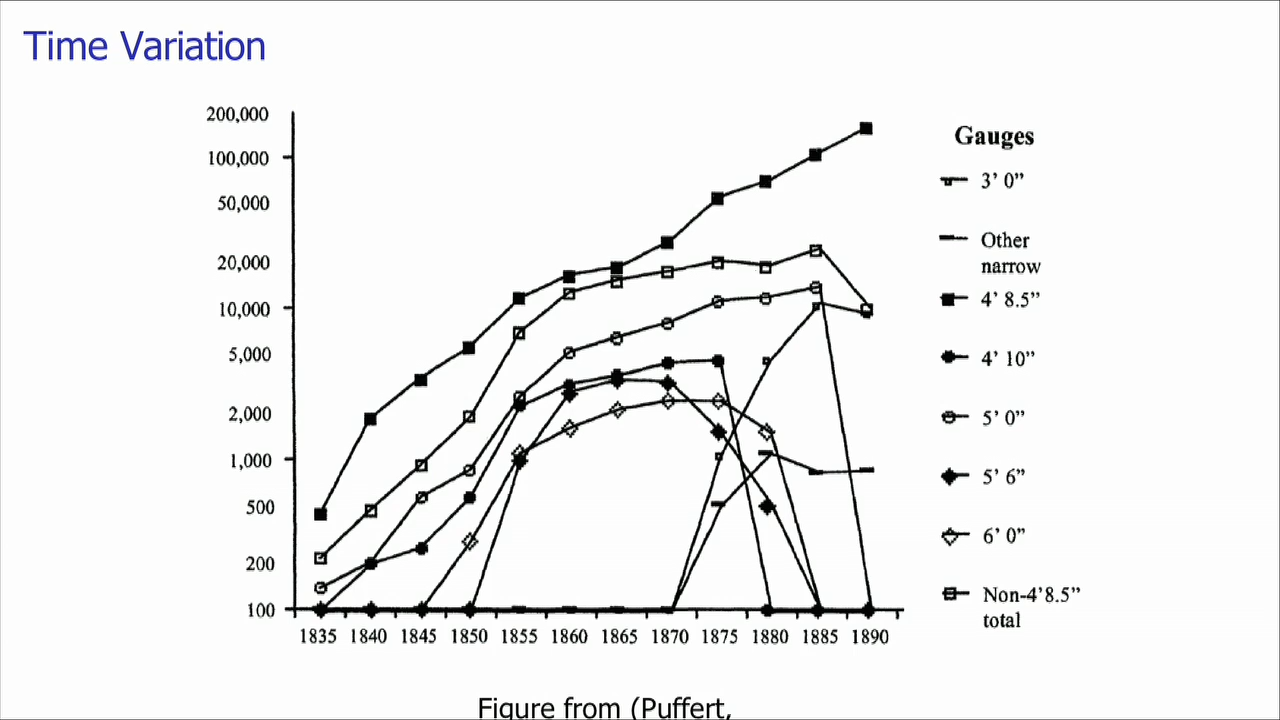 Time Variation
200,000
100,000
50,000
20,000
10,000
5,000
2,000
1,000
500
200
100
1835 1840 1845 1850 1855 1860 1865 1870 1875 1880 1885 1890
Gauges
3' 0"
Other
narrow
4' 8.5"
4' 10"
5' 0"
5' 6"
6' 0"
Non-4'8.5"
total
Figure from (Puffert,